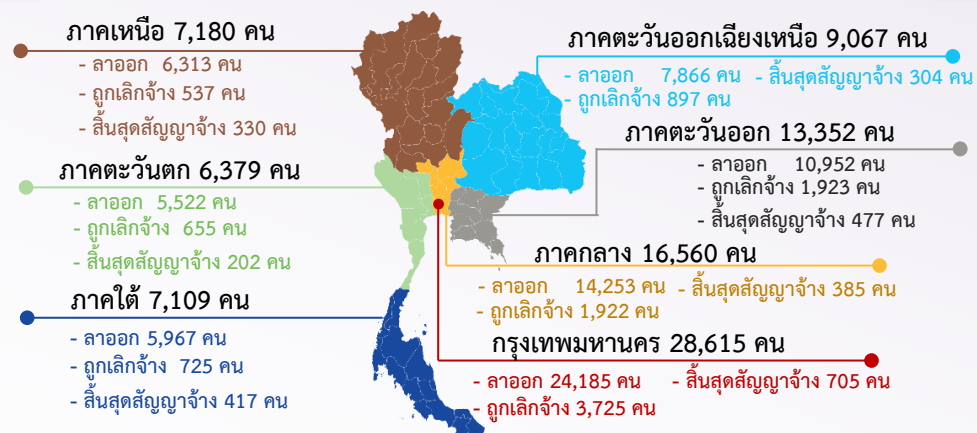 ภาคเหนือ 7,180 คน
- ลาออก 6,313 คน
- ถูกเลิกจ้าง 537 คน
- สิ้นสุดสัญญาจ้าง 330 คน
ภาคตะวันตก 6,379 คน
- ลาออก 5,522 คน
- ถูกเลิกจ้าง 655 คน
- สิ้นสุดสัญญาจ้าง 202 คน
ภาคใต้ 7,109 คน
- ลาออก 5,967 คน
- ถูกเลิกจ้าง 725 คน
- สิ้นสุดสัญญาจ้าง 417 คน
ภาคตะวันออกเฉียงเหนือ 9,067 คน
- ลาออก 7,866 คน - สิ้นสุดสัญญาจ้าง 304 คน
- ถูกเลิกจ้าง 897 คน
ภาคตะวันออก 13,352 คน
- ลาออก 10,952 คน
- ถูกเลิกจ้าง 1,923 คน
- สิ้นสุดสัญญาจ้าง 477 คน
ภาคกลาง 16,560 คน
- ลาออก 14,253 คน - สิ้นสุดสัญญาจ้าง 385 คน
- ถูกเลิกจ้าง 1,922 คน
กรุงเทพมหานคร 28,615 คน
- ลาออก 24,185 คน - สิ้นสุดสัญญาจ้าง 705 คน
- ถูกเลิกจ้าง 3,725 คน